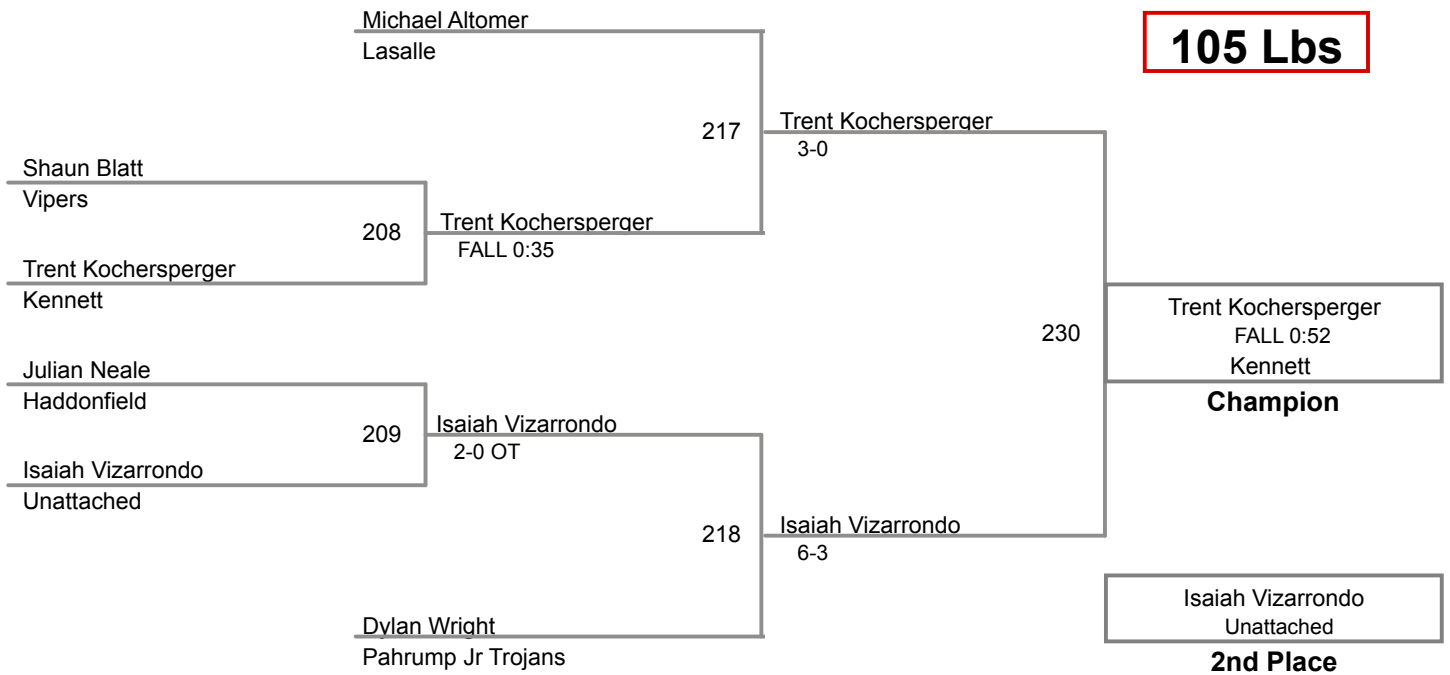 Michael Altomer
Lasalle
105 Lbs
217
Trent Kochersperger
3-0
Shaun Blatt
Vipers
208
Trent Kochersperger
FALL 0:35
Trent Kochersperger
Kennett
230
Trent Kochersperger
FALL 0:52
Kennett
Champion
Julian Neale
Haddonfield
209
Isaiah Vizarrondo
2-0 OT
Isaiah Vizarrondo
Unattached
218
Isaiah Vizarrondo
6-3
Dylan Wright
Pahrump Jr Trojans
Isaiah Vizarrondo
Unattached
2nd Place